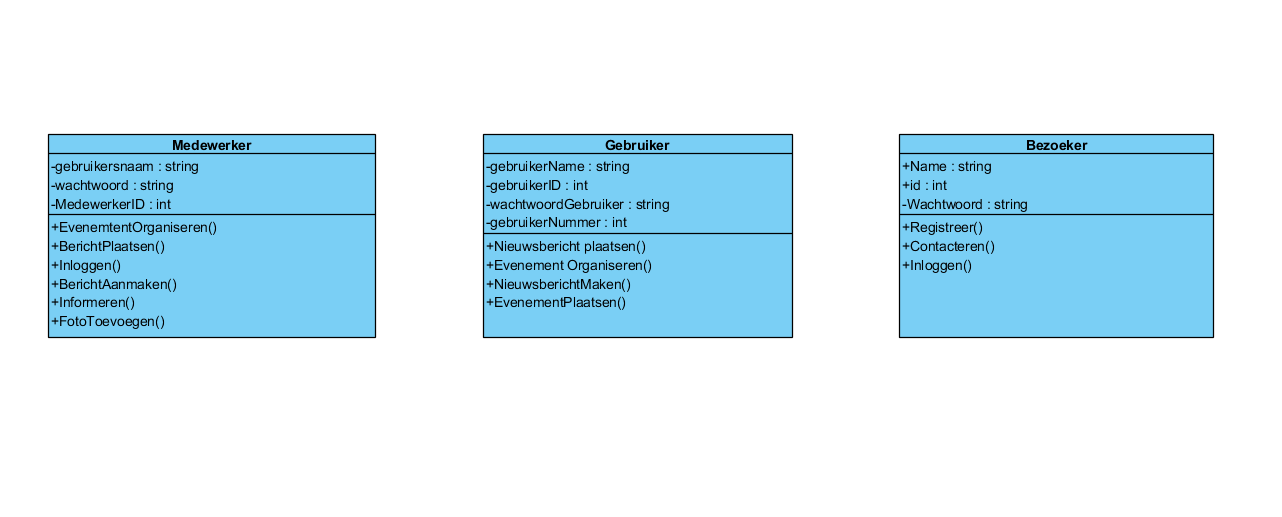 Medewerker
-gebruikersnaam : string
-wachtwoord : string
-MedewerkerID : int
+EvenemtentOrganiseren()
+BerichtPlaatsen()
+Inloggen()
+BerichtAanmaken()
+Informeren()
+FotoToevoegen()
Gebruiker
-gebruikerName : string
-gebruikerID : int
-wachtwoordGebruiker : string
-gebruikerNummer : int
+Nieuwsbericht plaatsen()
+Evenement Organiseren()
+NieuwsberichtMaken()
+EvenementPlaatsen()
Bezoeker
+Name : string
+id : int
-Wachtwoord : string
+Registreer()
+Contacteren()
+Inloggen()